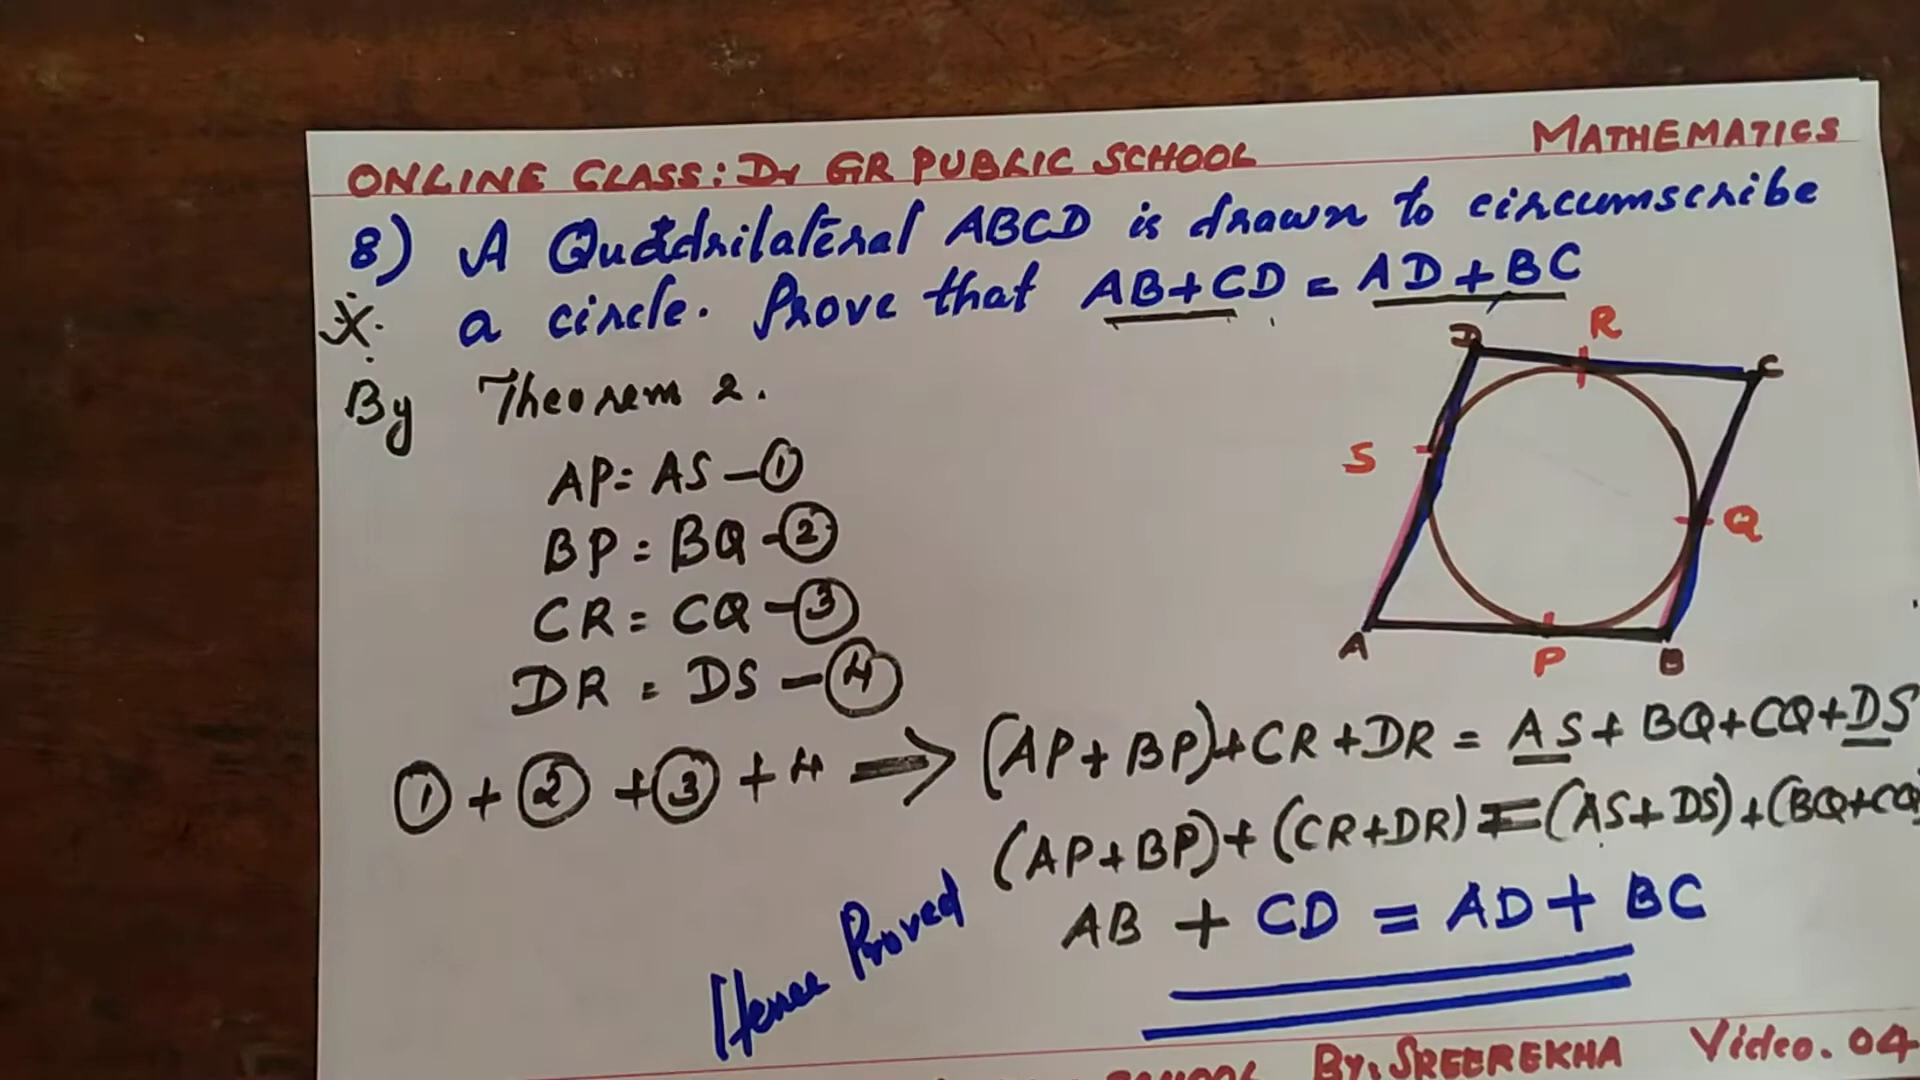 ONLINE CLASS: Dr GR PUBLIC SCHOOL MATHEMATICS
8) A Quadrilateral ABCD is drawn to circumscribe
a circle. Prove that AB+CD = AD+BC
By Theorem 2.
D R C
S Q
A P B
AP = AS - ①
BP = BQ - ②
CR = CQ - ③
DR = DS - ④
① + ② + ③ + 4 ⟹ (AP + BP) + CR + DR = AS + BQ + CQ + DS
(AP+BP) + (CR+DR) = (AS+DS) + (BQ+CQ)
AB + CD = AD + BC
Hence Proved
SCHOOL BY: SREEREKHA Video. 04